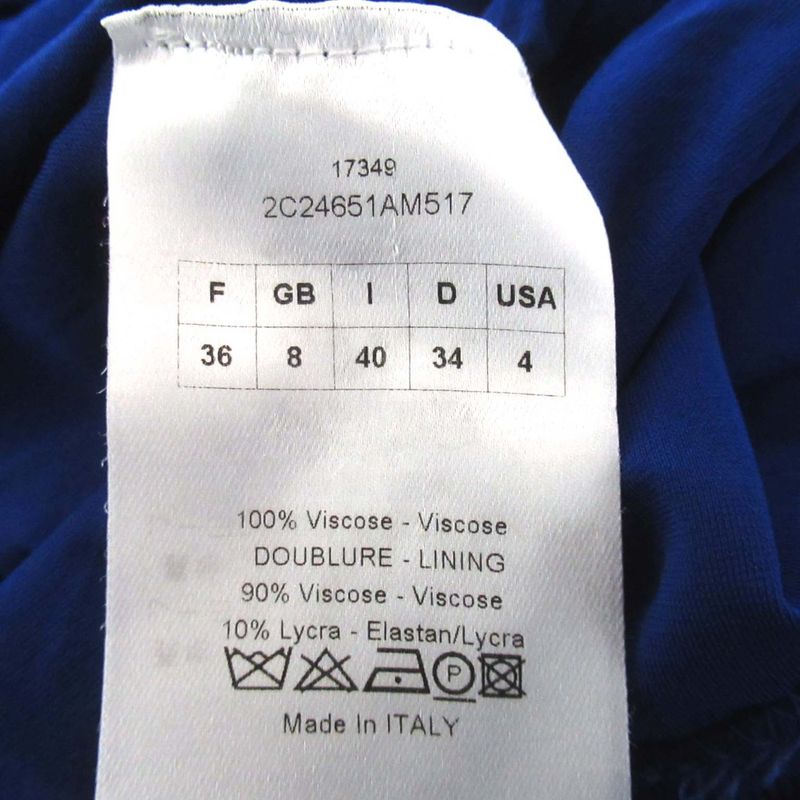 17349
2C24651AM517
F GB I D USA
36 8 40 34 4
100% Viscose - Viscose
DOUBLURE - LINING
90% Viscose - Viscose
10% Lycra - Elastan/Lycra
P
Made In ITALY